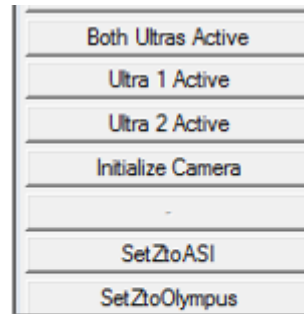 Both Ultras Active
Ultra 1 Active
Ultra 2 Active
Initialize Camera
-
SetZtoASI
SetZtoOlympus